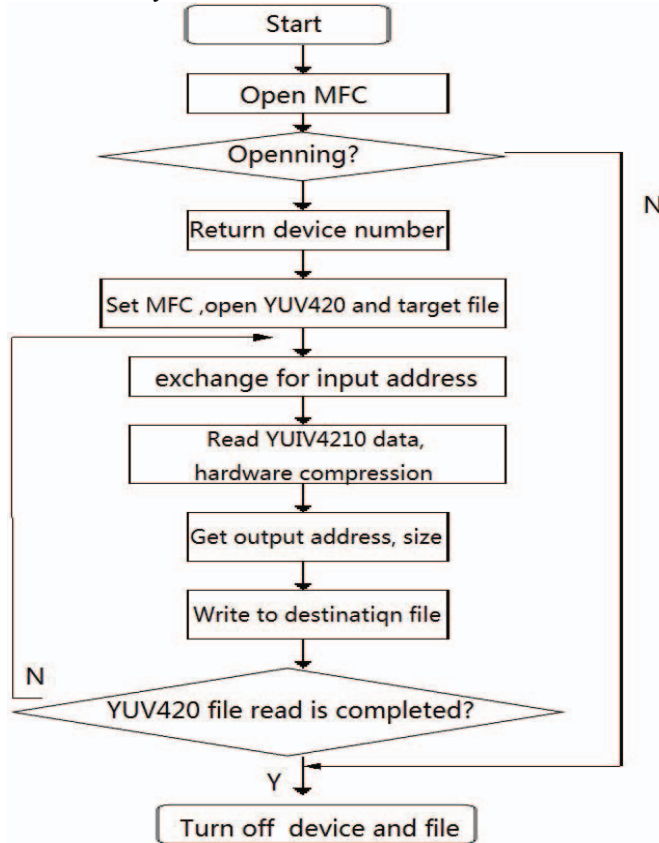 Start
Open MFC
Openning?
N
Return device number
Set MFC ,open YUV420 and target file
exchange for input address
Read YUIV4210 data,
hardware compression
Get output address, size
Write to destinatiqn file
N
YUV420 file read is completed?
Y
Turn off device and file